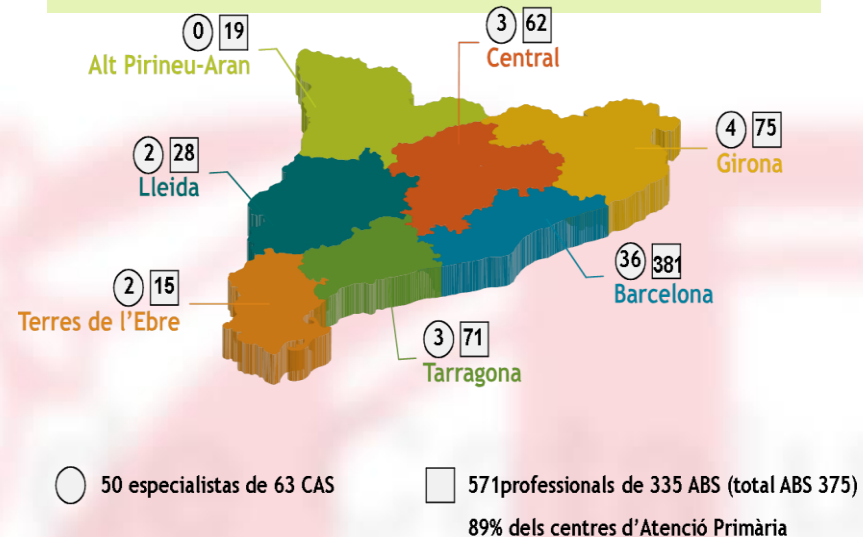 0 19
Alt Pirineu-Aran
3 62
Central
4 75
Girona
2 28
Lleida
36 381
Barcelona
2 15
Terres de l'Ebre
3 71
Tarragona
50 especialistas de 63 CAS
571professionals de 335 ABS (total ABS 375)
89% dels centres d'Atenció Primària